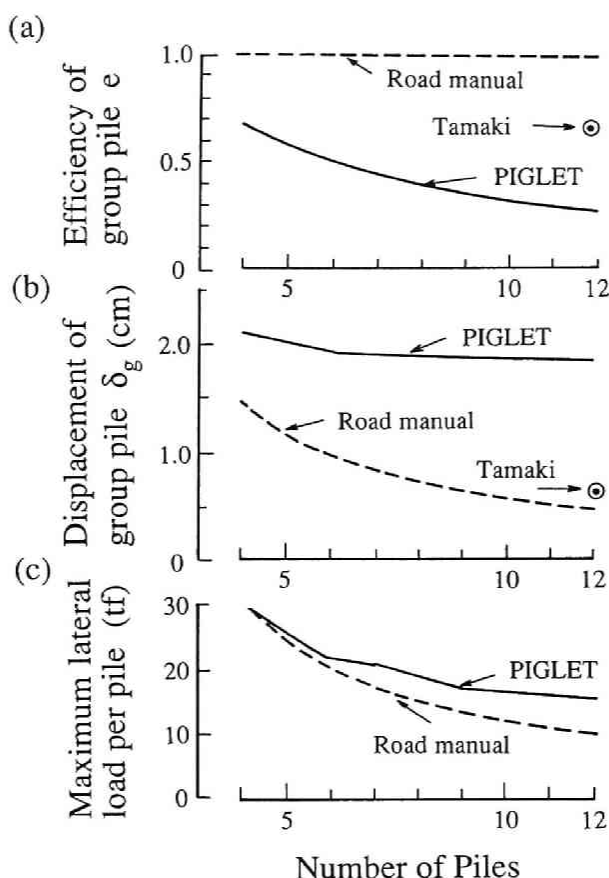 (a)
Efficiency of
group pile e
1.0
0.5
0
Road manual
Tamaki
PIGLET
5
10
12
(b)
Displacement of
group pile δg (cm)
2.0
1.0
0
PIGLET
Road manual
Tamaki
5
10
12
(c)
Maximum lateral
load per pile (tf)
30
20
10
0
PIGLET
Road manual
5
10
12
Number of Piles